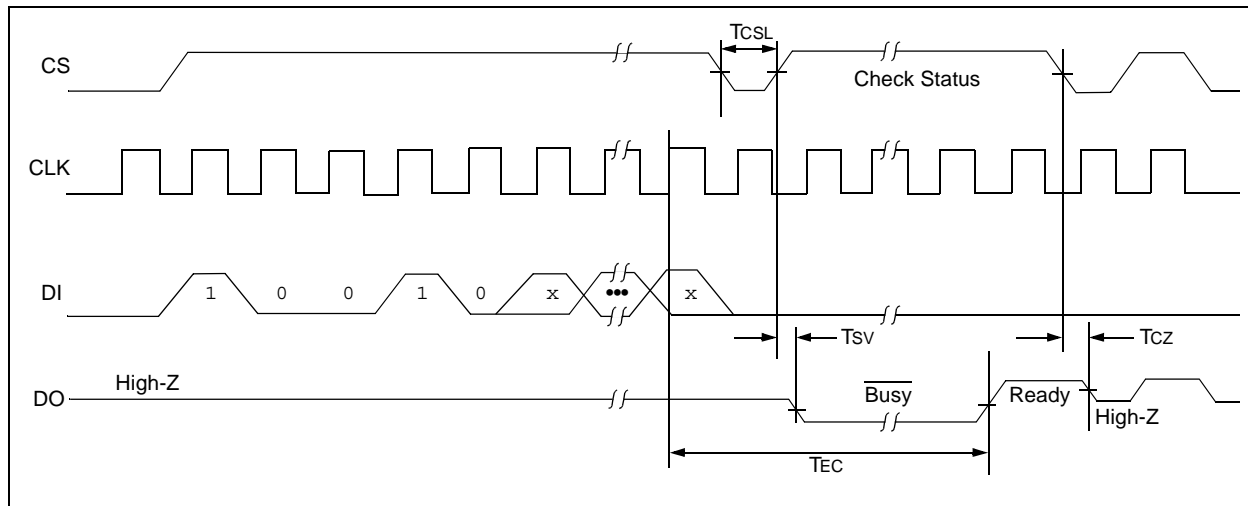 TCSL
CS
Check Status
CLK
DI
1 0 0 1 0 x ••• x
TSV
TCZ
High-Z
DO
Busy
Ready
High-Z
TEC